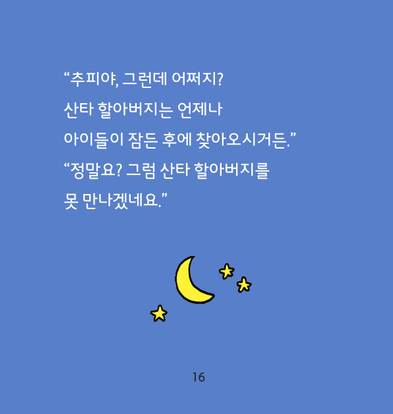 “추피야, 그런데 어쩌지?
산타 할아버지는 언제나
아이들이 잠든 후에 찾아오시거든.”
“정말요? 그럼 산타 할아버지를
못 만나겠네요.”
16